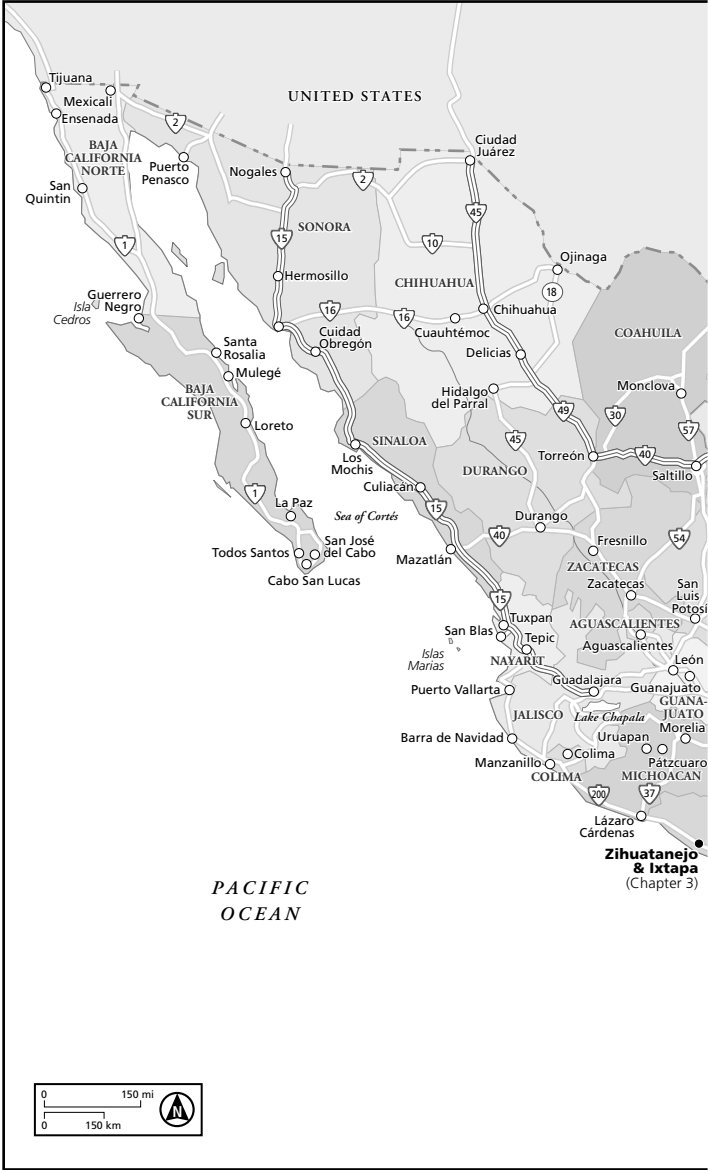 UNITED STATES
Tijuana
Mexicali
Ensenada
2
BAJA
CALIFORNIA
NORTE
Puerto
Penasco
Nogales
2
Ciudad
Juárez
San
Quintin
SONORA
45
1
15
10
Ojinaga
Hermosillo
CHIHUAHUA
18
Guerrero
Negro
Isla
Cedros
16
16
Chihuahua
Cuauhtémoc
COAHUILA
Cuidad
Obregón
Santa
Rosalia
Delicias
Mulegé
Monclova
BAJA
CALIFORNIA
SUR
Hidalgo
del Parral
49
30
Loreto
57
SINALOA
45
Los
Mochis
Torreón
40
DURANGO
Saltillo
Culiacán
1
La Paz
15
Sea of Cortés
Durango
40
54
San José
del Cabo
Todos Santos
Fresnillo
Mazatlán
ZACATECAS
Cabo San Lucas
Zacatecas
San
Luis
Potosí
15
Tuxpan
AGUASCALIENTES
San Blas
Tepic
Aguascalientes
Islas
Marias
NAYARIT
León
Guadalajara
Guanajuato
Puerto Vallarta
GUANA-
JUATO
JALISCO
Lake Chapala
Morelia
Barra de Navidad
Uruapan
Colima
Pátzcuaro
Manzanillo
COLIMA
MICHOACAN
200
37
Lázaro
Cárdenas
Zihuatanejo
& Ixtapa
(Chapter 3)
PACIFIC
OCEAN
0
150 mi
N
0
150 km